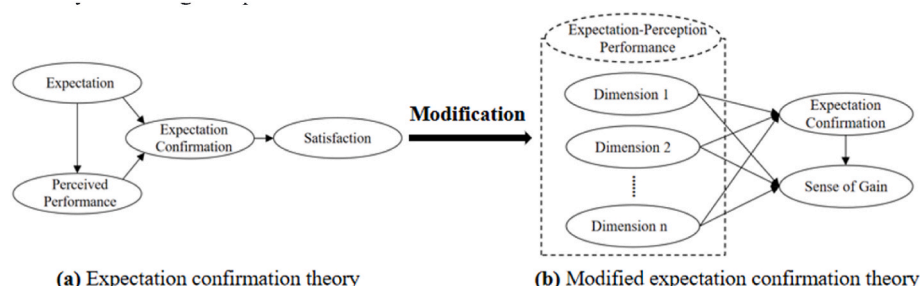 Expectation
Expectation
Confirmation
Satisfaction
Perceived
Performance
Modification
Expectation-Perception
Performance
Dimension 1
Dimension 2
Dimension n
Expectation
Confirmation
Sense of Gain
(a) Expectation confirmation theory
(b) Modified expectation confirmation theory